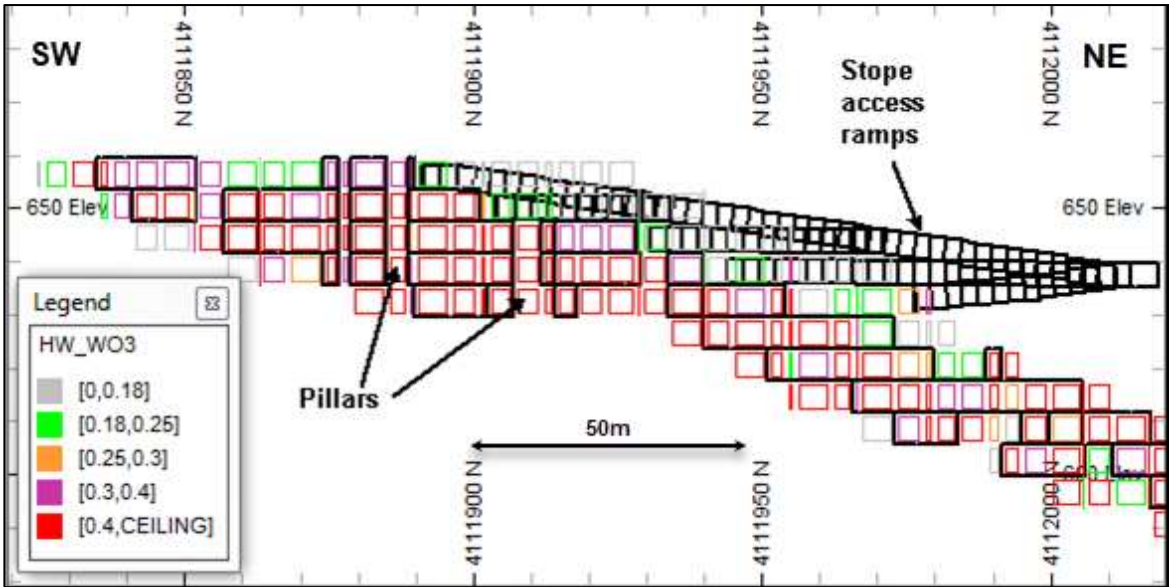 SW
4111850 N
4111900 N
4111950 N
4112000 N
NE
Stope
access
ramps
650 Elev
650 Elev
Legend
HW_WO3
[0,0.18]
[0.18,0.25]
[0.25,0.3]
[0.3,0.4]
[0.4,CEILING]
Pillars
50m
4111900 N
4111950 N
4112000 N
600 Elev